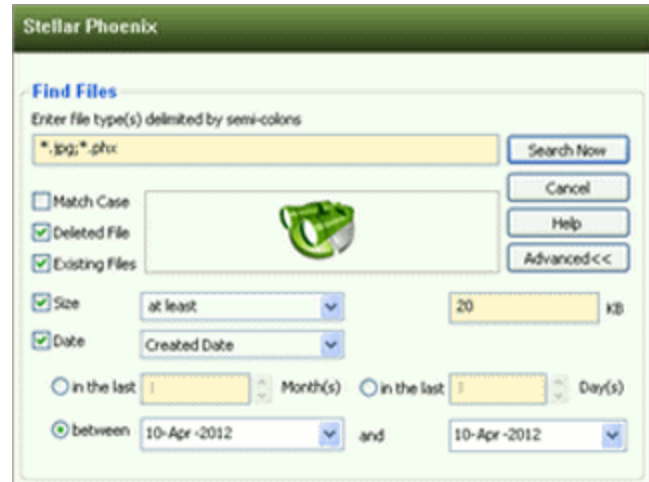 Stellar Phoenix
Find Files
Enter file type(s) delimited by semi-colons
*.jpg;*.phx
Search Now
Match Case
Cancel
Deleted File
Help
Existing Files
Advanced<<
Size at least 20 KB
Date Created Date
in the last 1 Month(s) in the last 1 Day(s)
between 10-Apr -2012 and 10-Apr -2012